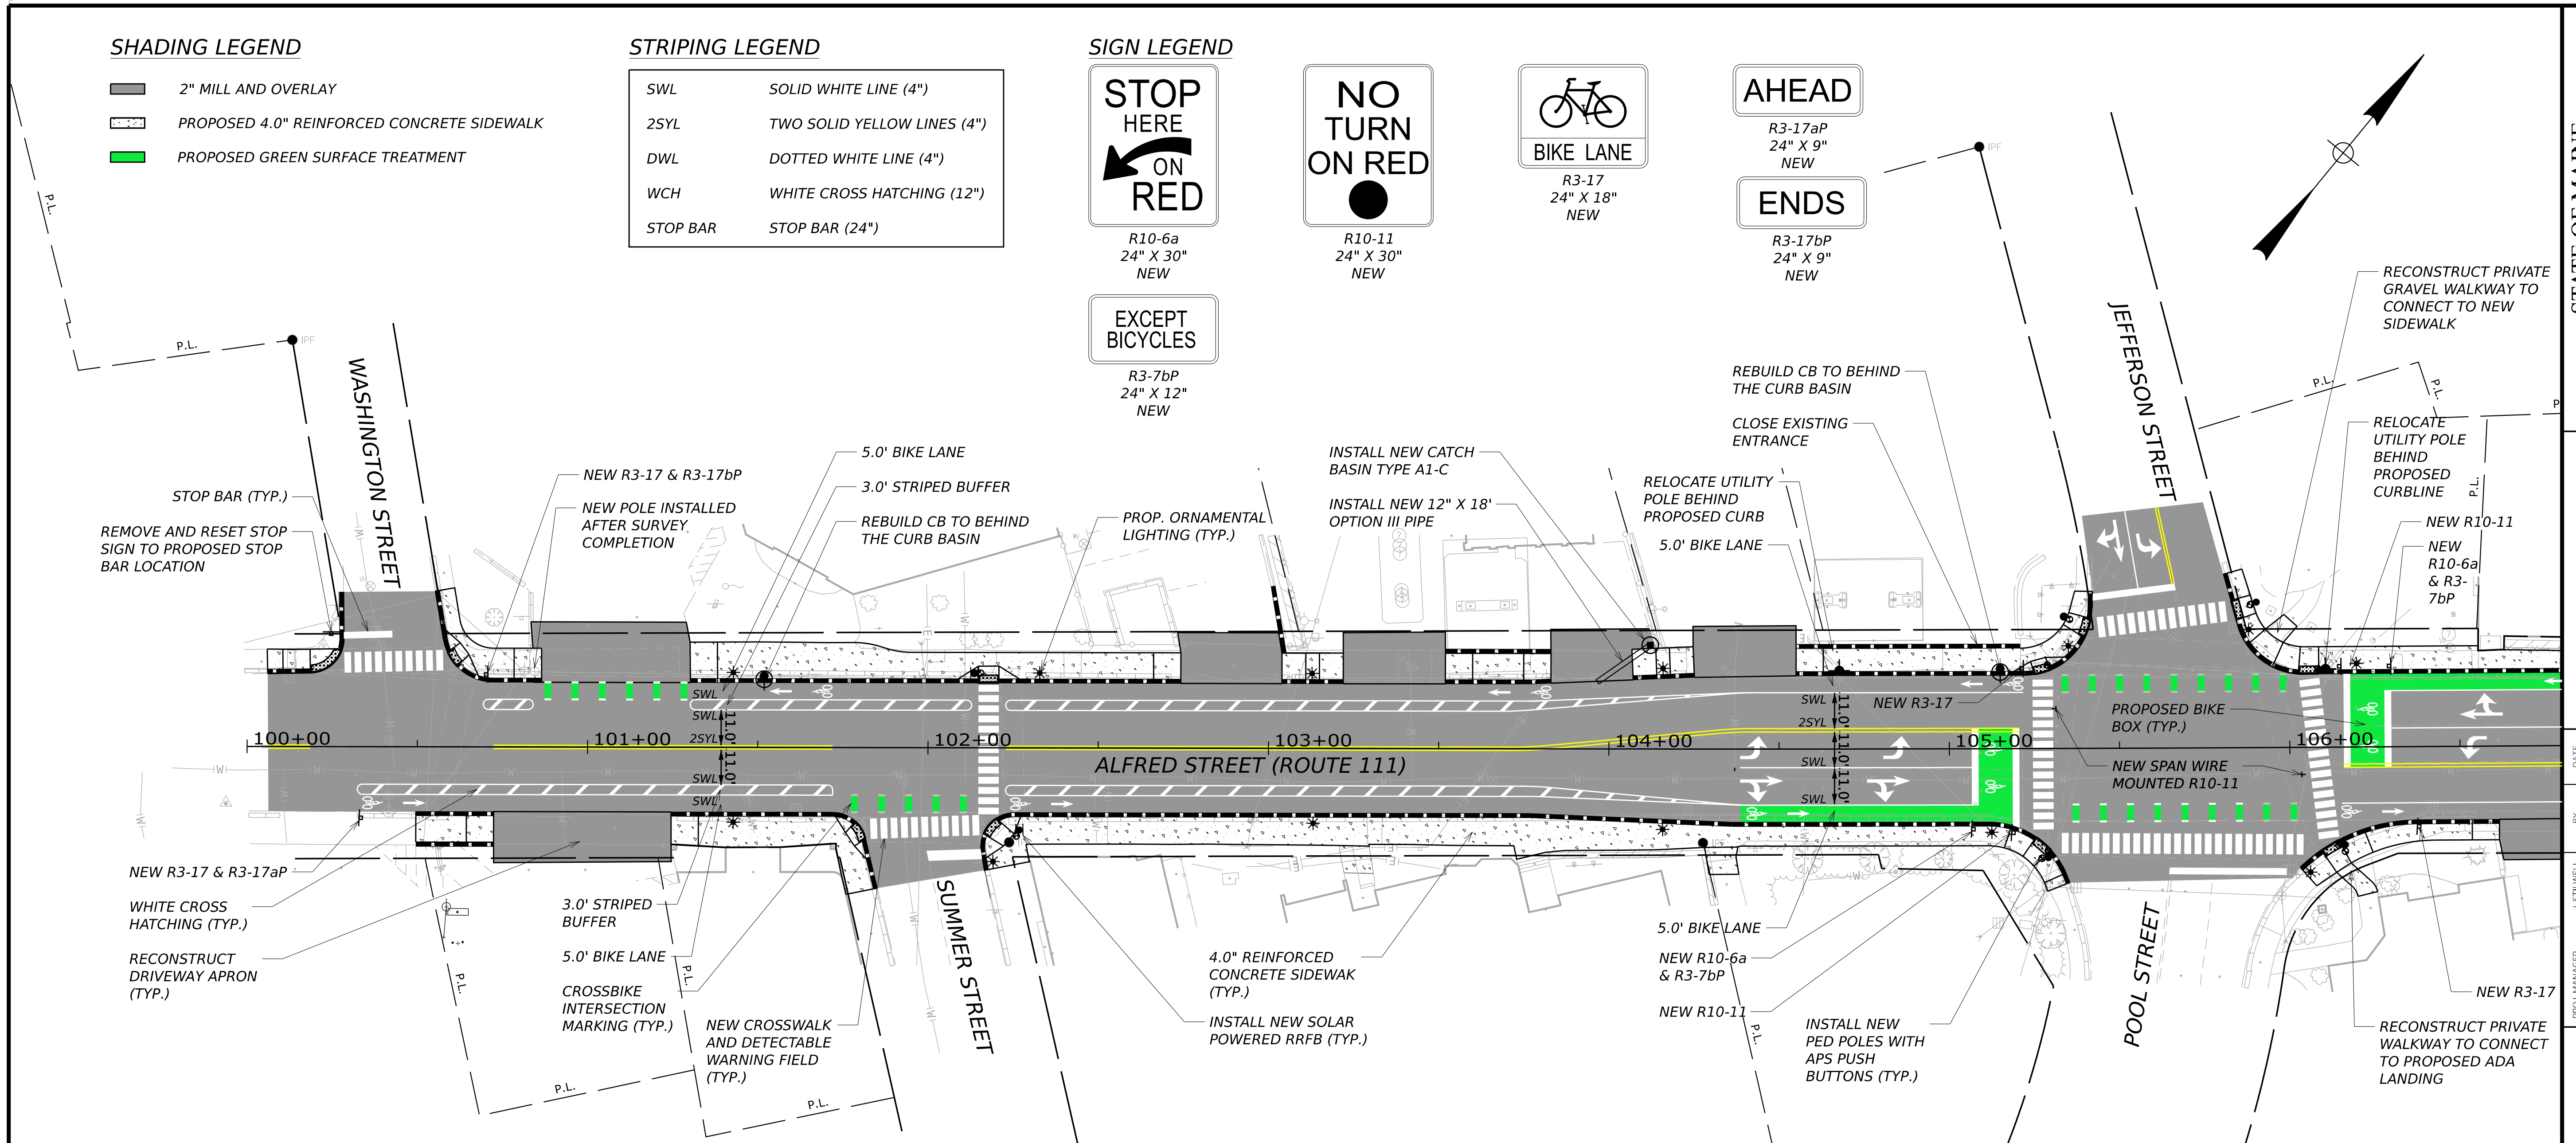 SHADING LEGEND
2" MILL AND OVERLAY
PROPOSED 4.0" REINFORCED CONCRETE SIDEWALK
PROPOSED GREEN SURFACE TREATMENT
STRIPING LEGEND
SWL SOLID WHITE LINE (4")
2SYL TWO SOLID YELLOW LINES (4")
DWL DOTTED WHITE LINE (4")
WCH WHITE CROSS HATCHING (12")
STOP BAR STOP BAR (24")
SIGN LEGEND
STOP
HERE
ON
RED
R10-6a
24" X 30"
NEW
EXCEPT
BICYCLES
R3-7bP
24" X 12"
NEW
NO
TURN
ON RED
R10-11
24" X 30"
NEW
BIKE LANE
R3-17
24" X 18"
NEW
AHEAD
R3-17aP
24" X 9"
NEW
ENDS
R3-17bP
24" X 9"
NEW
IPF
IPF
P.L.
P.L.
WASHINGTON STREET
JEFFERSON STREET
STOP BAR (TYP.)
REMOVE AND RESET STOP
SIGN TO PROPOSED STOP
BAR LOCATION
NEW R3-17 & R3-17bP
NEW POLE INSTALLED
AFTER SURVEY
COMPLETION
5.0' BIKE LANE
3.0' STRIPED BUFFER
REBUILD CB TO BEHIND
THE CURB BASIN
PROP. ORNAMENTAL
LIGHTING (TYP.)
INSTALL NEW CATCH
BASIN TYPE A1-C
INSTALL NEW 12" X 18'
OPTION III PIPE
REBUILD CB TO BEHIND
THE CURB BASIN
CLOSE EXISTING
ENTRANCE
RELOCATE UTILITY
POLE BEHIND
PROPOSED CURB
5.0' BIKE LANE
RECONSTRUCT PRIVATE
GRAVEL WALKWAY TO
CONNECT TO NEW
SIDEWALK
P.L.
P.L.
P.L.
RELOCATE
UTILITY POLE
BEHIND
PROPOSED
CURBLINE
NEW R10-11
NEW
R10-6a
& R3-
7bP
SWL
SWL
2SYL
SWL
SWL
11.0'
11.0'
SWL
2SYL
SWL
SWL
11.0'
11.0'
11.0'
NEW R3-17
PROPOSED BIKE
BOX (TYP.)
NEW SPAN WIRE
MOUNTED R10-11
100+00
101+00
102+00
103+00
104+00
105+00
106+00
ALFRED STREET (ROUTE 111)
NEW R3-17 & R3-17aP
WHITE CROSS
HATCHING (TYP.)
RECONSTRUCT
DRIVEWAY APRON
(TYP.)
P.L.
P.L.
P.L.
P.L.
3.0' STRIPED
BUFFER
5.0' BIKE LANE
CROSSBIKE
INTERSECTION
MARKING (TYP.)
NEW CROSSWALK
AND DETECTABLE
WARNING FIELD
(TYP.)
SUMMER STREET
4.0" REINFORCED
CONCRETE SIDEWAK
(TYP.)
INSTALL NEW SOLAR
POWERED RRFB (TYP.)
5.0' BIKE LANE
NEW R10-6a
& R3-7bP
NEW R10-11
P.L.
INSTALL NEW
PED POLES WITH
APS PUSH
BUTTONS (TYP.)
POOL STREET
NEW R3-17
RECONSTRUCT PRIVATE
WALKWAY TO CONNECT
TO PROPOSED ADA
LANDING